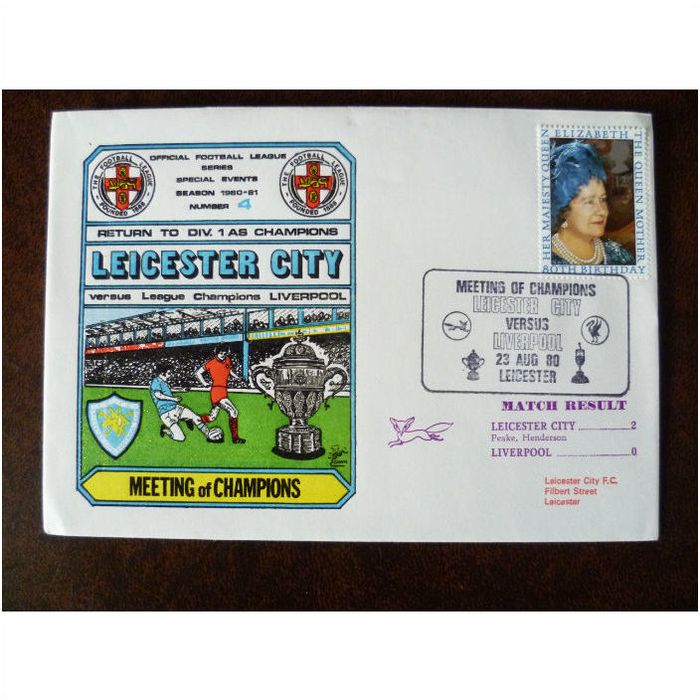 THE FOOTBALL LEAGUE
FOUNDED 1888
OFFICIAL FOOTBALL LEAGUE
SERIES
SPECIAL EVENTS
SEASON 1980-81
NUMBER 4
THE FOOTBALL LEAGUE
FOUNDED 1888
RETURN TO DIV. 1 AS CHAMPIONS
LEICESTER CITY
versus League Champions LIVERPOOL
MEETING of CHAMPIONS
HER MAJESTY QUEEN
ELIZABETH
THE QUEEN MOTHER
80TH BIRTHDAY
MEETING OF CHAMPIONS
LEICESTER CITY
VERSUS
LIVERPOOL
23 AUG 80
LEICESTER
MATCH RESULT
LEICESTER CITY 2
Peake, Henderson
LIVERPOOL 0
Leicester City F.C.
Filbert Street
Leicester